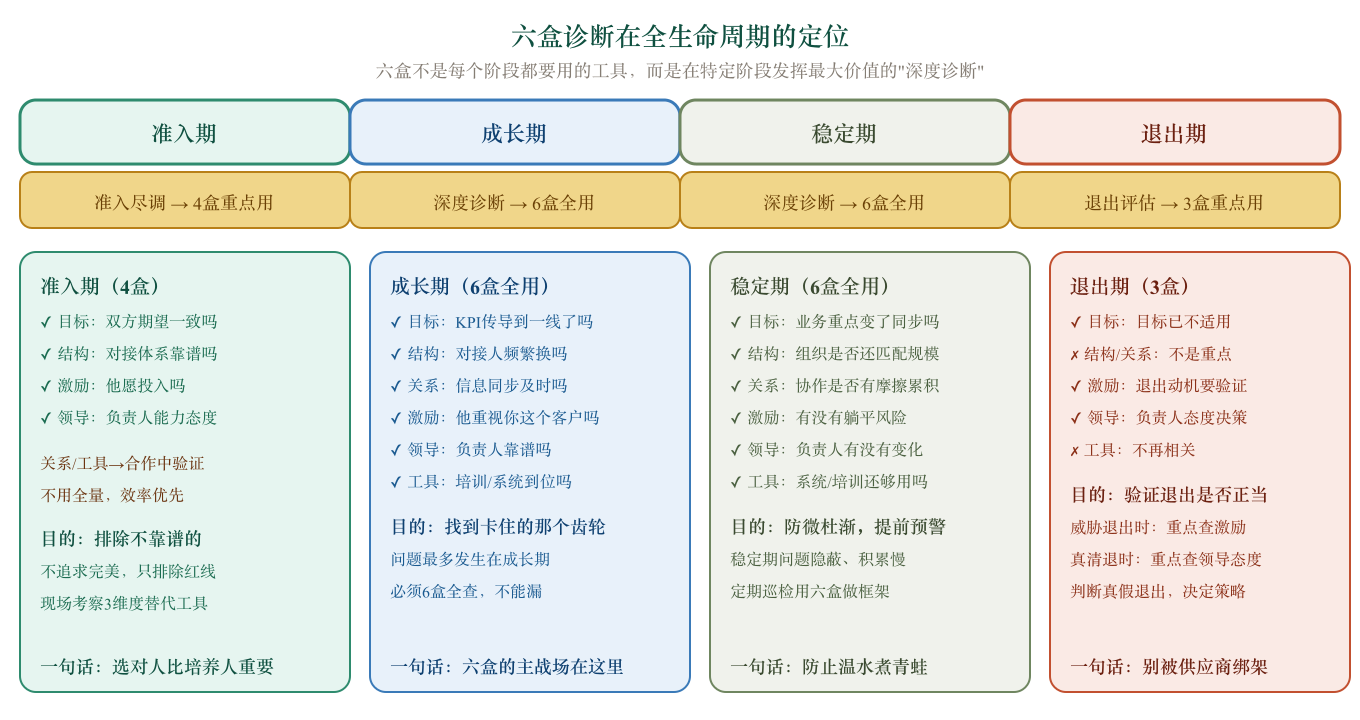 六盒诊断在全生命周期的定位
六盒不是每个阶段都要用的工具，而是在特定阶段发挥最大价值的"深度诊断"
准入期
成长期
稳定期
退出期
准入尽调 → 4盒重点用
深度诊断 → 6盒全用
深度诊断 → 6盒全用
退出评估 → 3盒重点用
准入期（4盒）
✓ 目标：双方期望一致吗
✓ 结构：对接体系靠谱吗
✓ 激励：他愿投入吗
✓ 领导：负责人能力态度
关系/工具→合作中验证
不用全量，效率优先
目的：排除不靠谱的
不追求完美，只排除红线
现场考察3维度替代工具
一句话：选对人比培养人重要
成长期（6盒全用）
✓ 目标：KPI传导到一线了吗
✓ 结构：对接人频繁换吗
✓ 关系：信息同步及时吗
✓ 激励：他重视你这个客户吗
✓ 领导：负责人靠谱吗
✓ 工具：培训/系统到位吗
目的：找到卡住的那个齿轮
问题最多发生在成长期
必须6盒全查，不能漏
一句话：六盒的主战场在这里
稳定期（6盒全用）
✓ 目标：业务重点变了同步吗
✓ 结构：组织是否还匹配规模
✓ 关系：协作是否有摩擦累积
✓ 激励：有没有躺平风险
✓ 领导：负责人有没有变化
✓ 工具：系统/培训还够用吗
目的：防微杜渐，提前预警
稳定期问题隐蔽、积累慢
定期巡检用六盒做框架
一句话：防止温水煮青蛙
退出期（3盒）
✓ 目标：目标已不适用
✗ 结构/关系：不是重点
✓ 激励：退出动机要验证
✓ 领导：负责人态度决策
✗ 工具：不再相关
目的：验证退出是否正当
威胁退出时：重点查激励
真清退时：重点查领导态度
判断真假退出，决定策略
一句话：别被供应商绑架